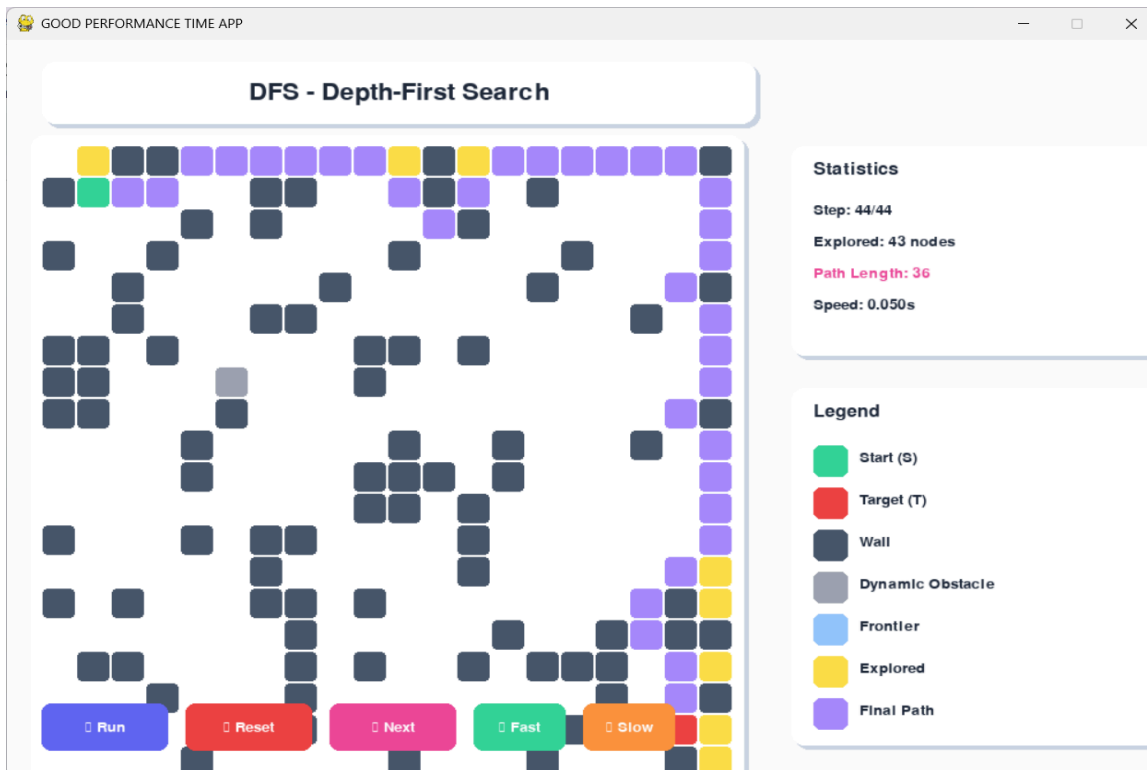 GOOD PERFORMANCE TIME APP
DFS - Depth-First Search
Statistics
Step: 44/44
Explored: 43 nodes
Path Length: 36
Speed: 0.050s
Legend
Start (S)
Target (T)
Wall
Dynamic Obstacle
Frontier
Explored
Final Path
Run
Reset
Next
Fast
Slow